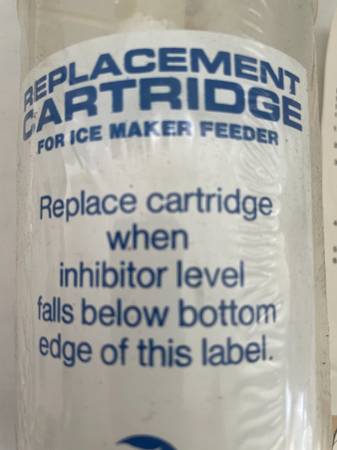 REPLACEMENT
CARTRIDGE
FOR ICE MAKER FEEDER
Replace cartridge
when
inhibitor level
falls below bottom
edge of this label.